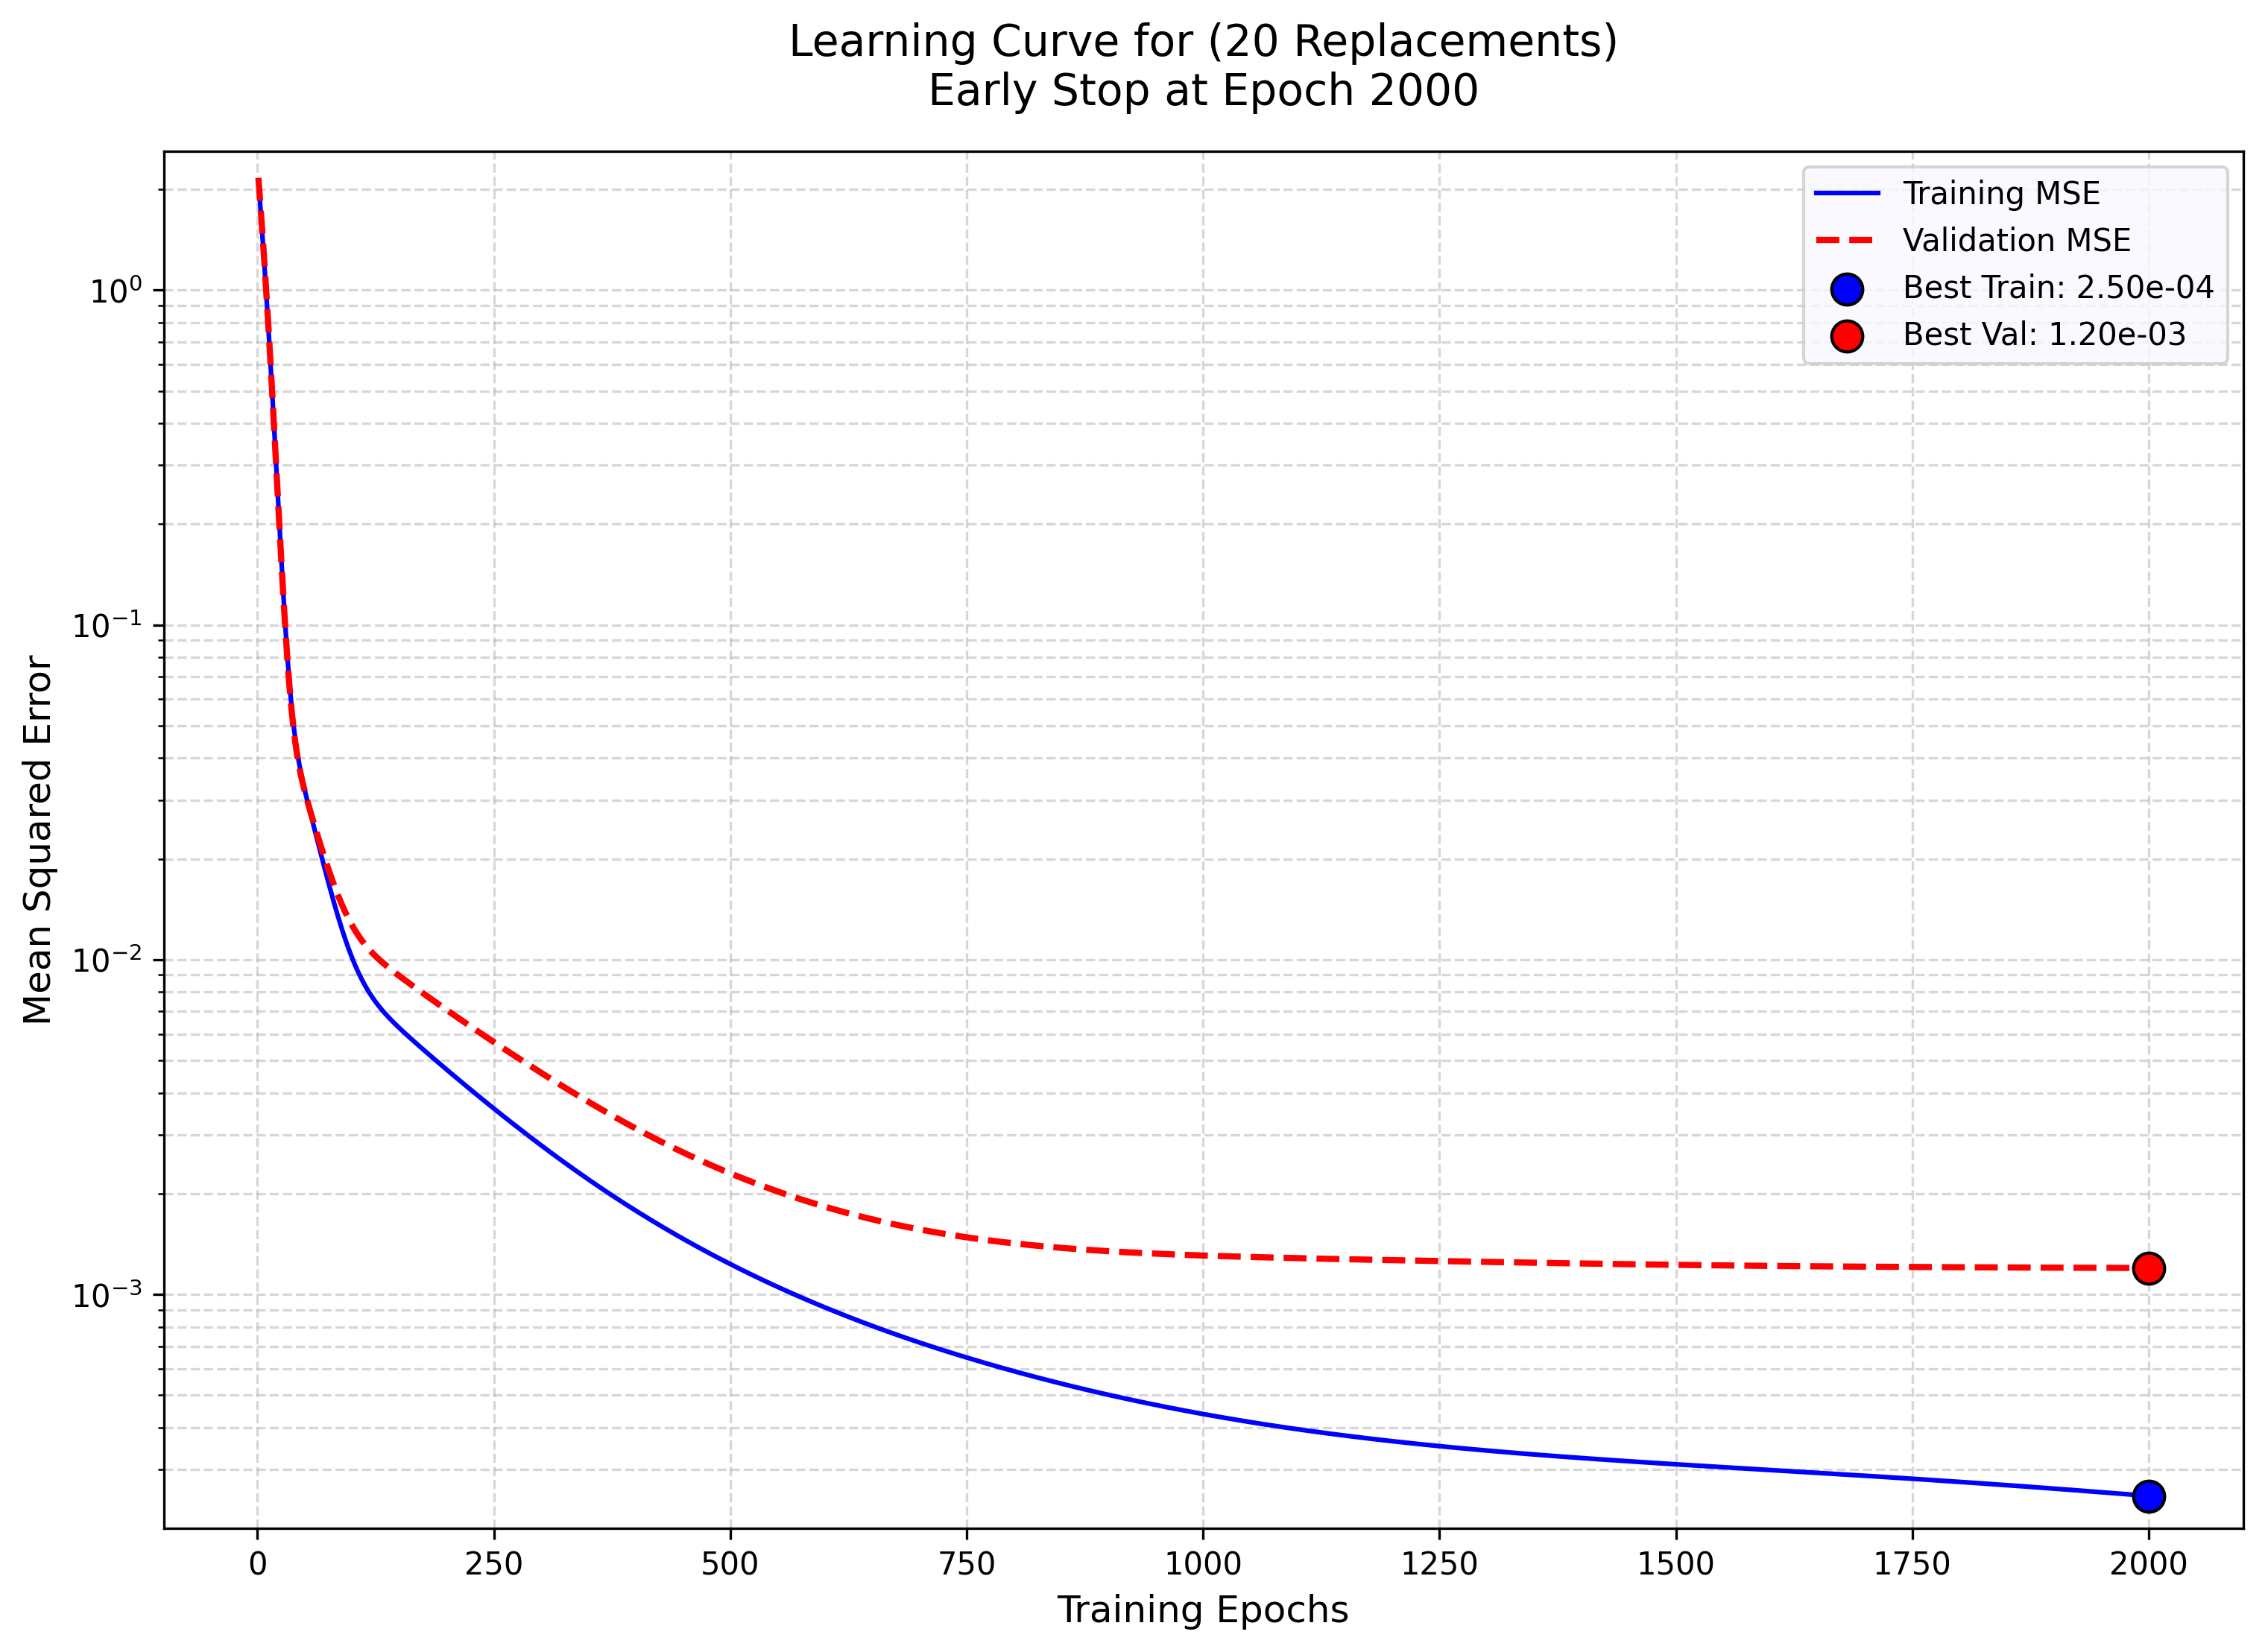 Learning Curve for (20 Replacements)
Early Stop at Epoch 2000
Training MSE
Validation MSE
Best Train: 2.50e-04
Best Val: 1.20e-03
Mean Squared Error
10⁰
10⁻¹
10⁻²
10⁻³
0 250 500 750 1000 1250 1500 1750 2000
Training Epochs